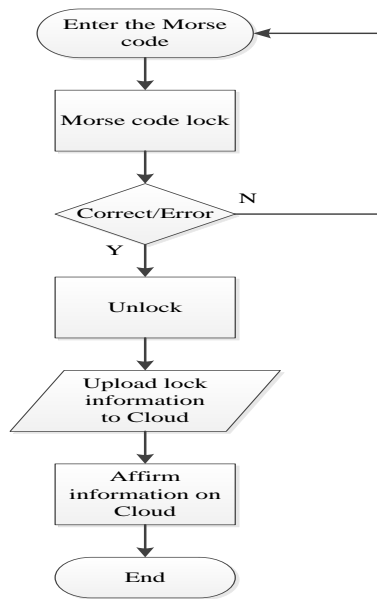 Enter the Morse
code
Morse code lock
Correct/Error
N
Y
Unlock
Upload lock
information
to Cloud
Affirm
information on
Cloud
End